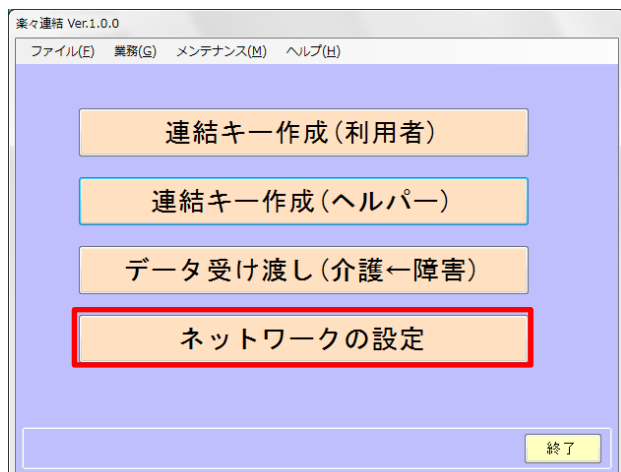 楽々連結 Ver.1.0.0
ファイル(F) 業務(G) メンテナンス(M) ヘルプ(H)
連結キー作成(利用者)
連結キー作成(ヘルパー)
データ受け渡し(介護←障害)
ネットワークの設定
終了